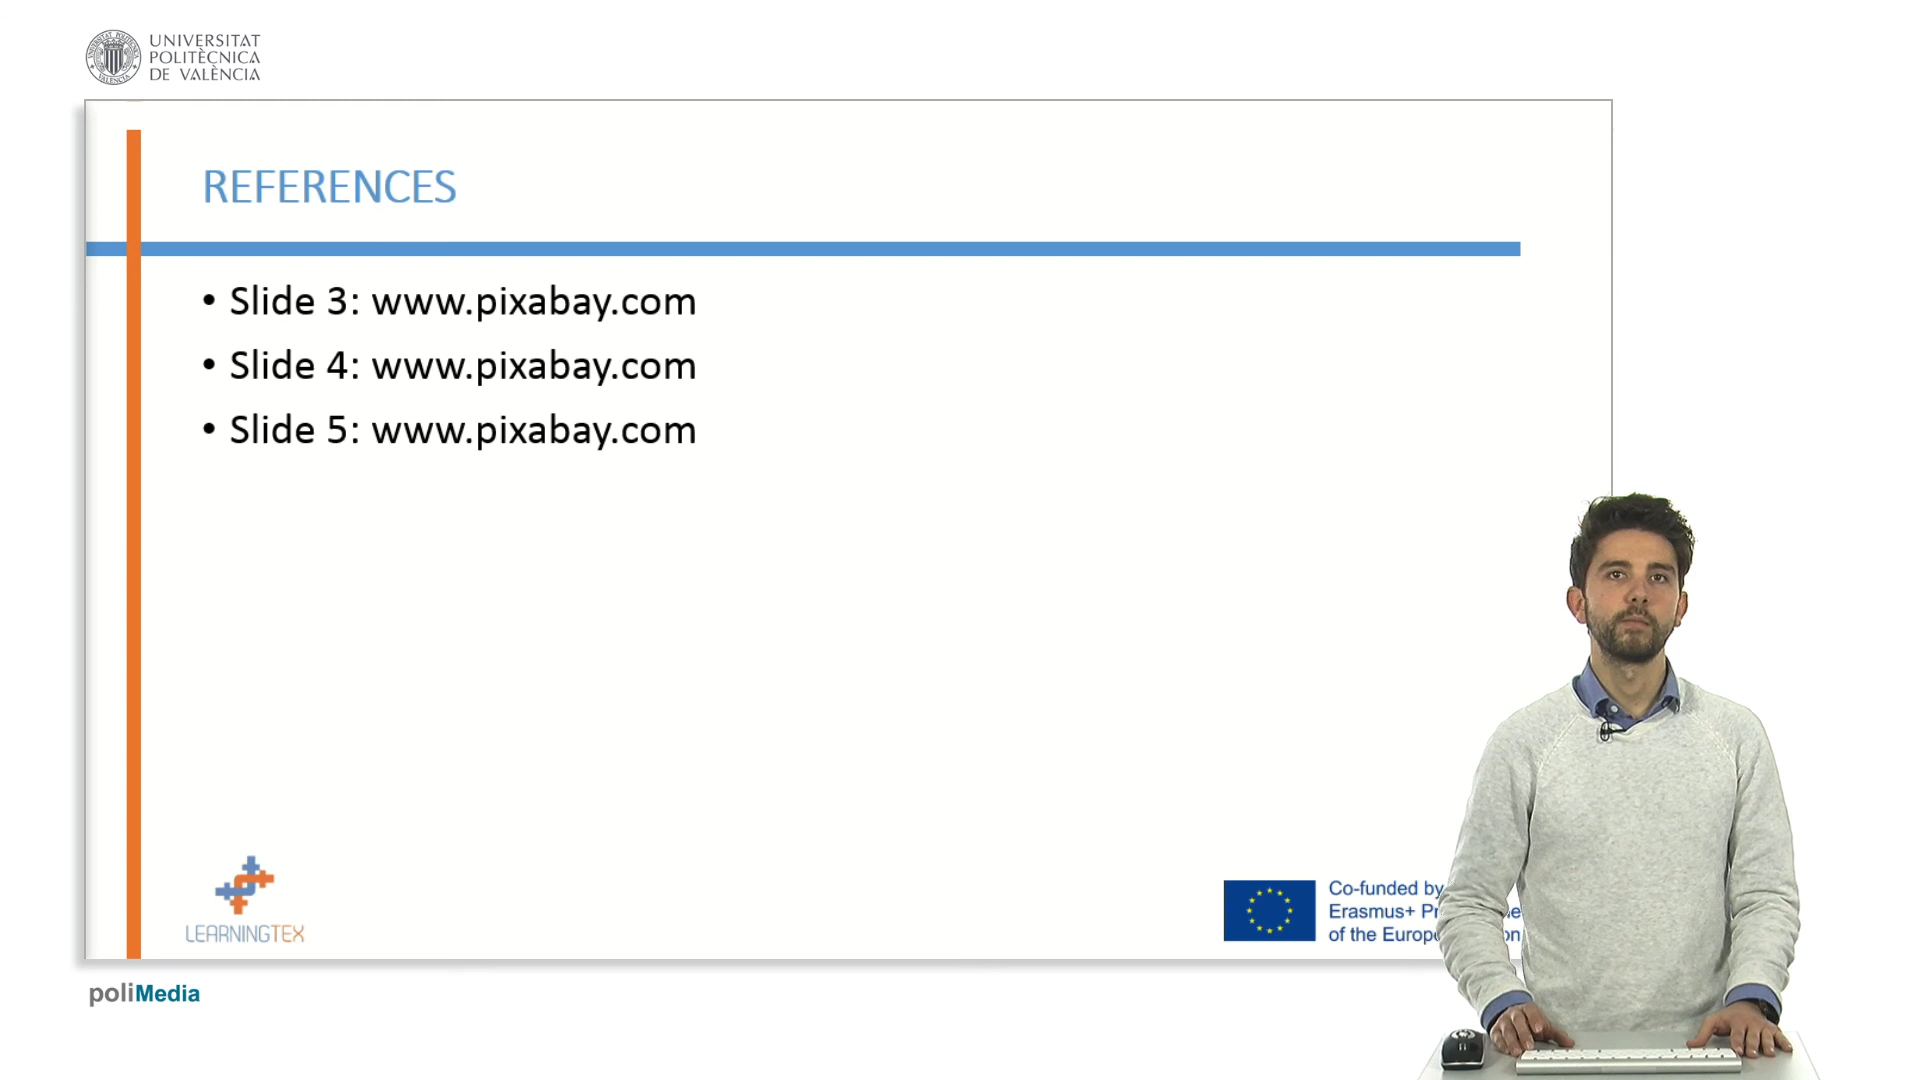 UNIVERSITAT
POLITÈCNICA
DE VALÈNCIA
REFERENCES
• Slide 3: www.pixabay.com
• Slide 4: www.pixabay.com
• Slide 5: www.pixabay.com
LEARNINGTEX
Co-funded by
Erasmus+
of the
poliMedia